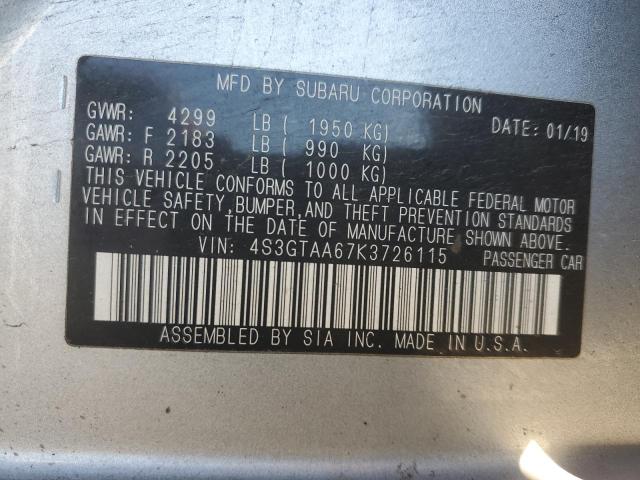 MFD BY SUBARU CORPORATION
GVWR: 4299 LB ( 1950 KG) DATE: 01/19
GAWR: F 2183 LB ( 990 KG)
GAWR: R 2205 LB ( 1000 KG)
THIS VEHICLE CONFORMS TO ALL APPLICABLE FEDERAL MOTOR
VEHICLE SAFETY, BUMPER, AND THEFT PREVENTION STANDARDS
IN EFFECT ON THE DATE OF MANUFACTURE SHOWN ABOVE.
VIN: 4S3GTAA67K3726115 PASSENGER CAR
ASSEMBLED BY SIA INC. MADE IN U.S.A.